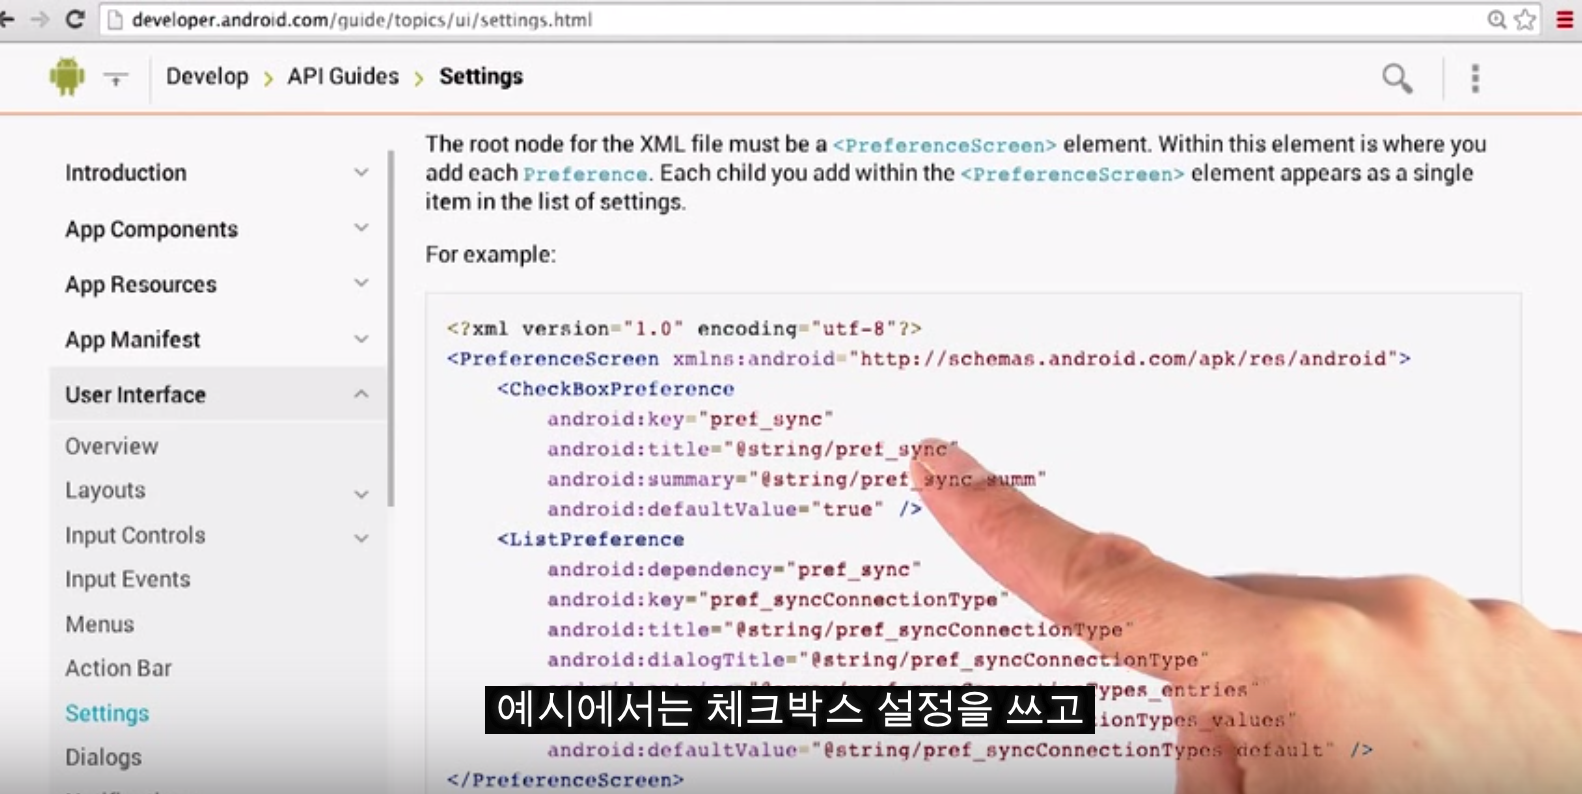 developer.android.com/guide/topics/ui/settings.html
Develop > API Guides > Settings
Introduction
App Components
App Resources
App Manifest
User Interface
Overview
Layouts
Input Controls
Input Events
Menus
Action Bar
Settings
Dialogs
The root node for the XML file must be a <PreferenceScreen> element. Within this element is where you
add each Preference. Each child you add within the <PreferenceScreen> element appears as a single
item in the list of settings.
For example:
<?xml version="1.0" encoding="utf-8"?>
<PreferenceScreen xmlns:android="http://schemas.android.com/apk/res/android">
<CheckBoxPreference
android:key="pref_sync"
android:title="@string/pref_sync"
android:summary="@string/pref_sync_summ"
android:defaultValue="true" />
<ListPreference
android:dependency="pref_sync"
android:key="pref_syncConnectionType"
android:title="@string/pref_syncConnectionType"
android:dialogTitle="@string/pref_syncConnectionType"
Types_entries"
ionTypes_values"
android:defaultValue="@string/pref_syncConnectionTypes_default" />
</PreferenceScreen>
예시에서는 체크박스 설정을 쓰고